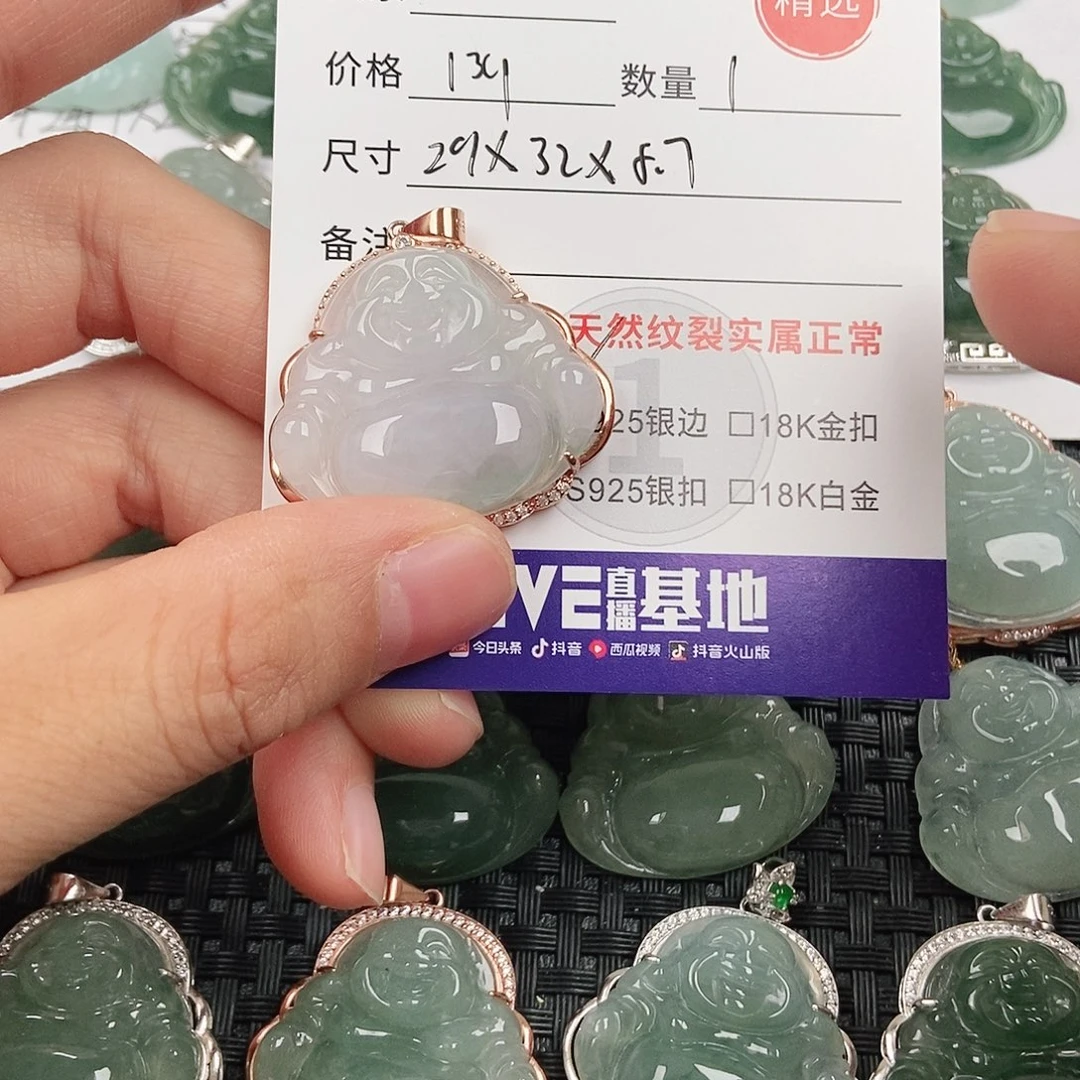 精选
价格 数量 1
尺寸 29X32X8.7
备注
天然纹裂实属正常
925银边 □18K金扣
S925银扣 □18K白金
1
VE直播基地
今日头条 抖音 西瓜视频 抖音火山版